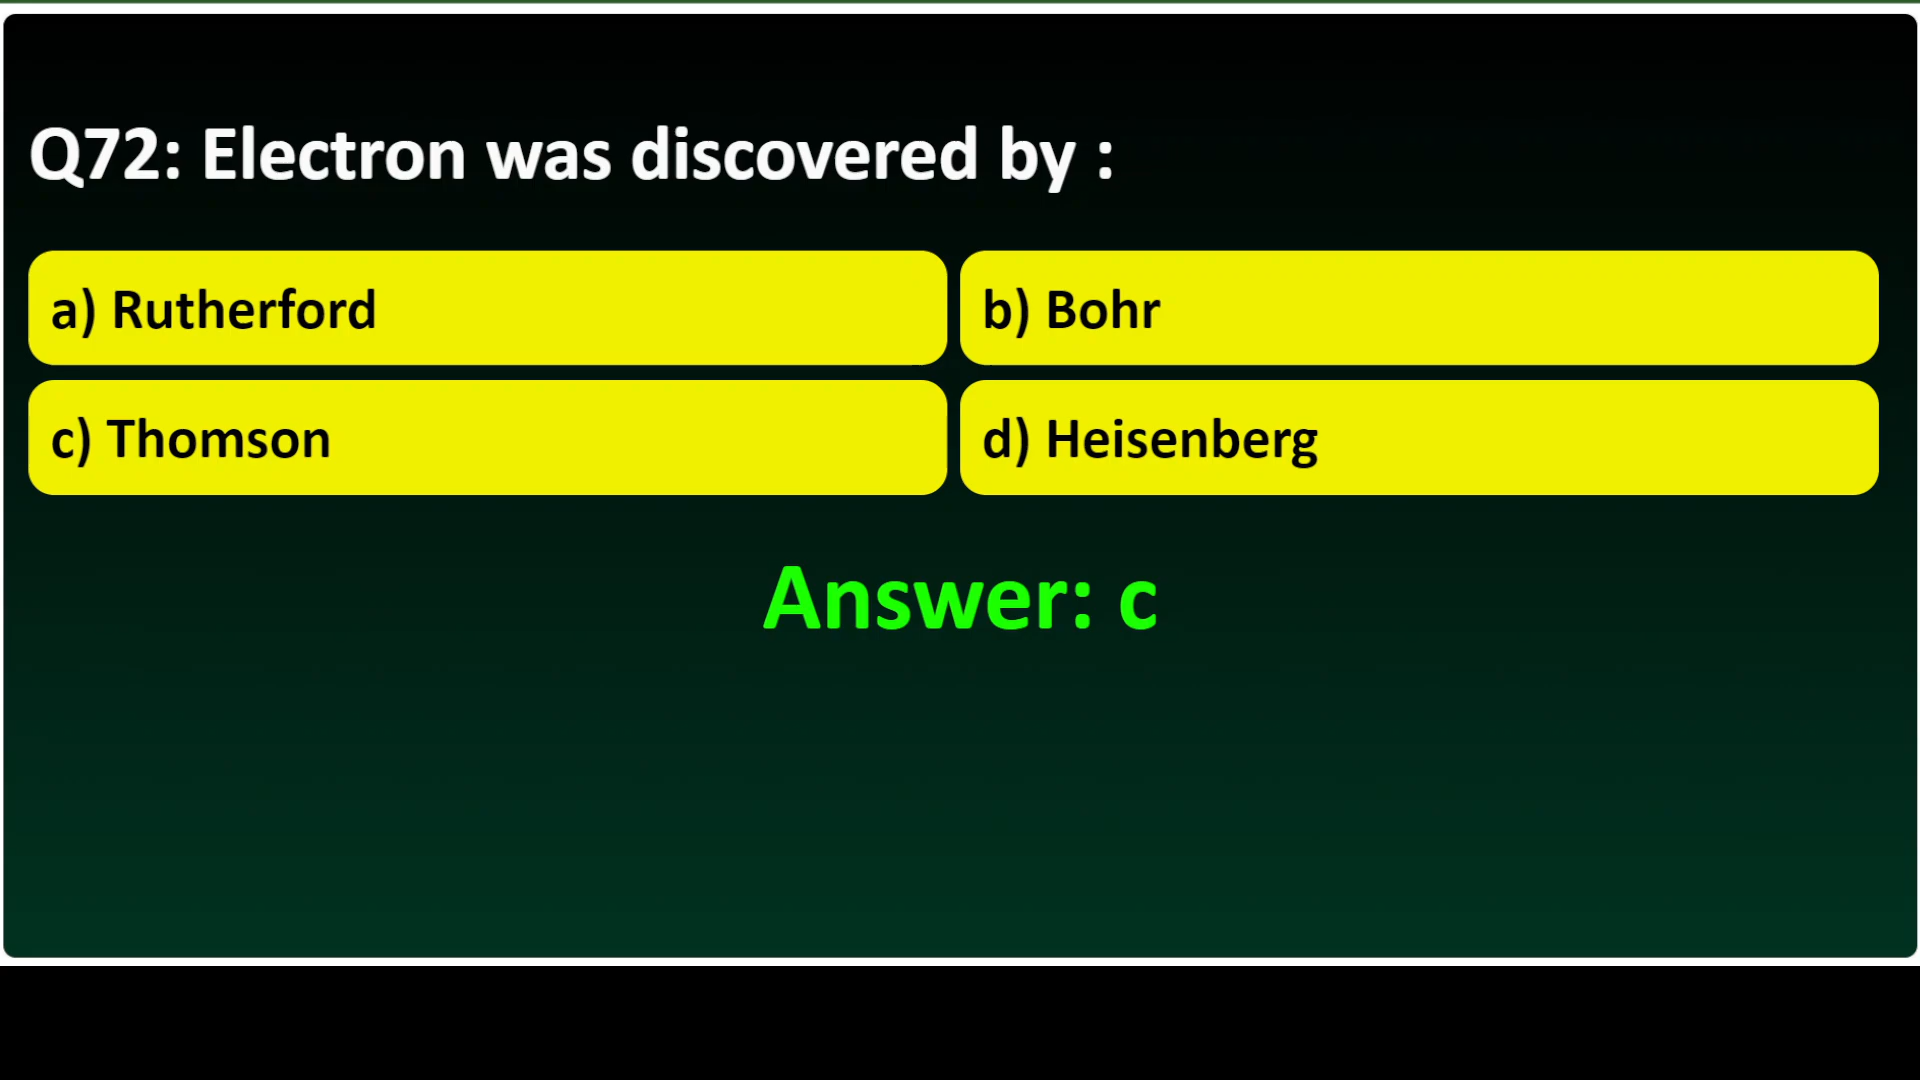 Q72: Electron was discovered by :
a) Rutherford
b) Bohr
c) Thomson
d) Heisenberg
Answer: c